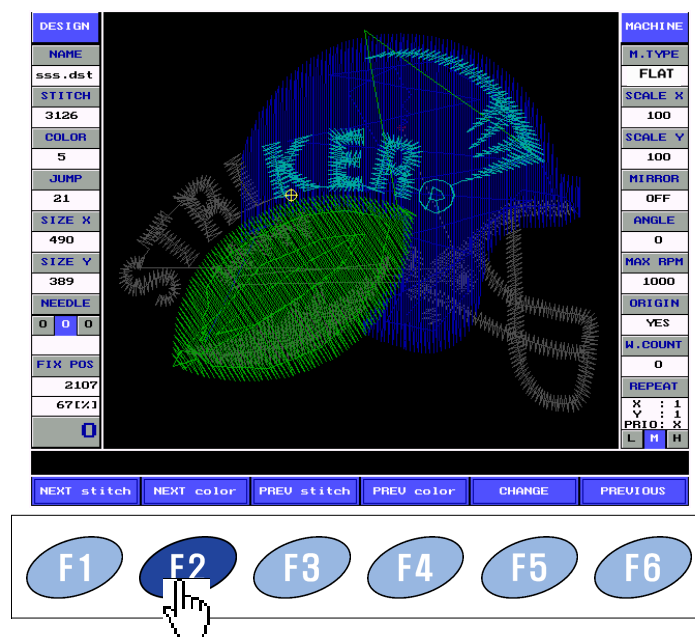 DESIGN
NAME
sss.dst
STITCH
3126
COLOR
5
JUMP
21
SIZE X
490
SIZE Y
389
NEEDLE
0 0 0
FIX POS
2107
67[%]
0
STRIKER
R
MACHINE
M.TYPE
FLAT
SCALE X
100
SCALE Y
100
MIRROR
OFF
ANGLE
0
MAX RPM
1000
ORIGIN
YES
W.COUNT
0
REPEAT
X : 1
Y : 1
PRIO: X
L M H
NEXT stitch NEXT color PREV stitch PREV color CHANGE PREVIOUS
F1 F2 F3 F4 F5 F6